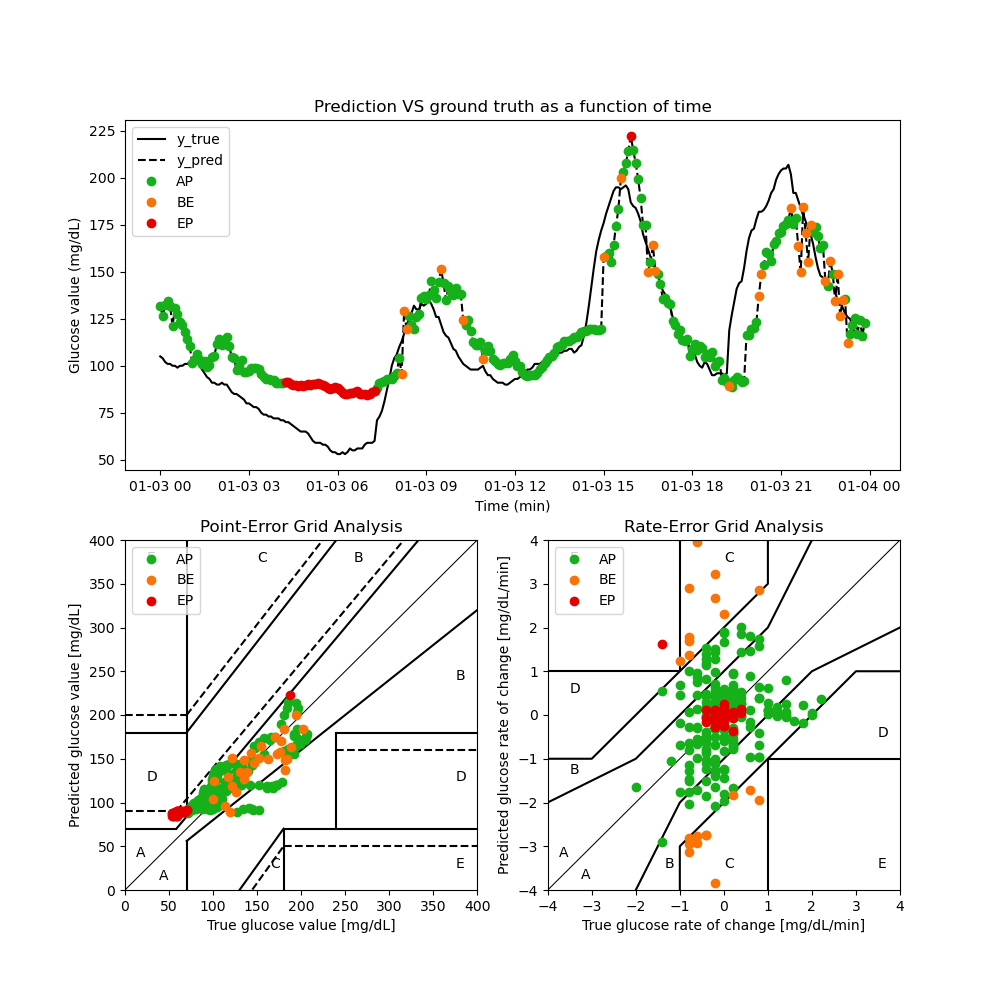 Prediction VS ground truth as a function of time
Glucose value (mg/dL)
225
200
175
150
125
100
75
50
y_true
y_pred
AP
BE
EP
01-03 00 01-03 03 01-03 06 01-03 09 01-03 12 01-03 15 01-03 18 01-03 21 01-04 00
Time (min)
Point-Error Grid Analysis
Predicted glucose value [mg/dL]
400
350
300
250
200
150
100
50
0
AP
BE
EP
C
B
B
D
D
A
A
C
E
0 50 100 150 200 250 300 350 400
True glucose value [mg/dL]
Rate-Error Grid Analysis
Predicted glucose rate of change [mg/dL/min]
4
3
2
1
0
−1
−2
−3
−4
AP
BE
EP
C
D
D
B
A
A
B
C
E
−4 −3 −2 −1 0 1 2 3 4
True glucose rate of change [mg/dL/min]